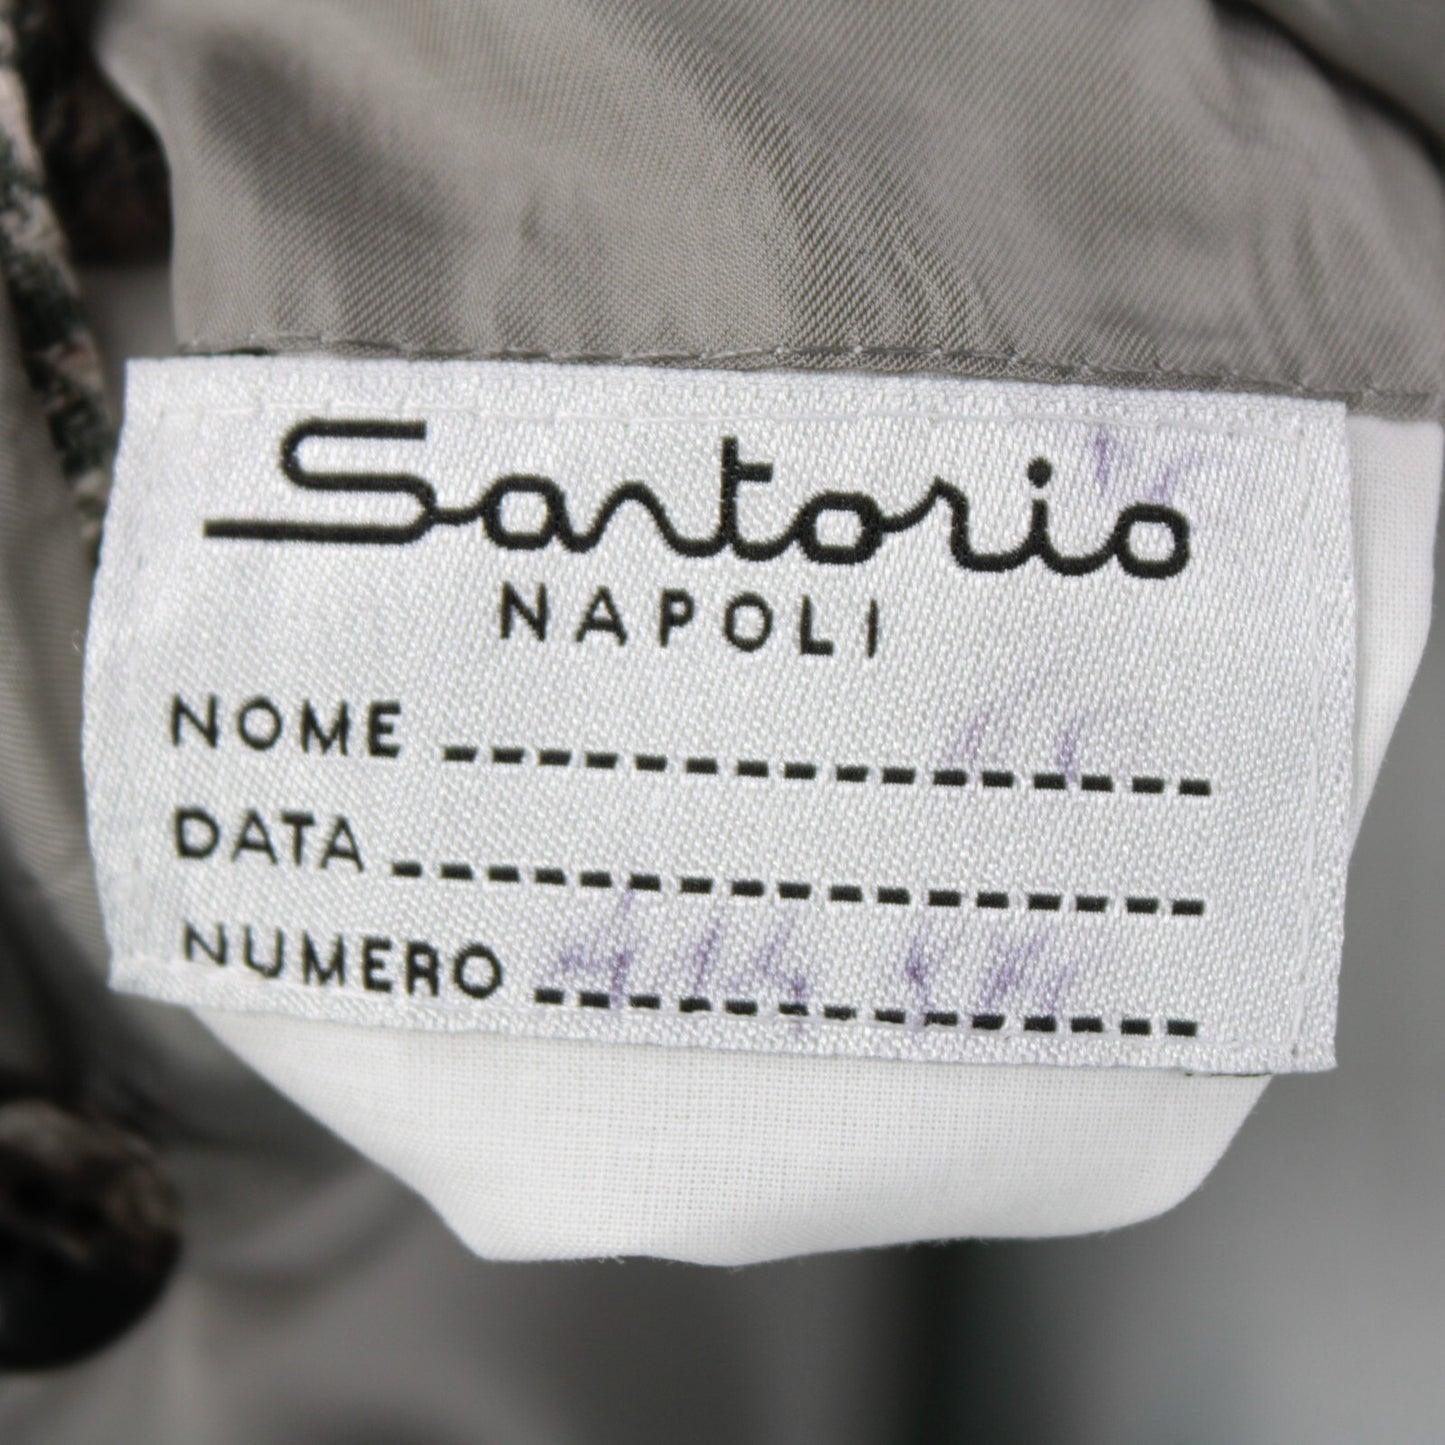 Sartorio
NAPOLI
NOME
DATA
NUMERO